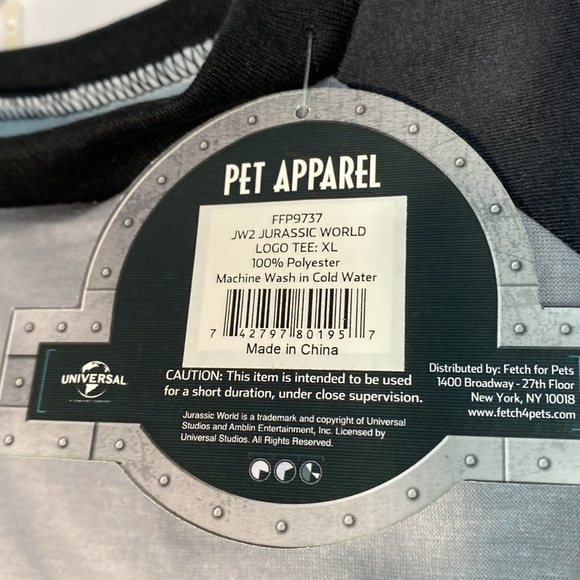 PET APPAREL
FFP9737
JW2 JURASSIC WORLD
LOGO TEE: XL
100% Polyester
Machine Wash in Cold Water
7 42797 80195 7
Made in China
CAUTION: This item is intended to be used
for a short duration, under close supervision.
Jurassic World is a trademark and copyright of Universal
Studios and Amblin Entertainment, Inc. Licensed by
Universal Studios. All Rights Reserved.
UNIVERSAL
A COMCAST COMPANY
Distributed by: Fetch for Pets
1400 Broadway - 27th Floor
New York, NY 10018
www.fetch4pets.com